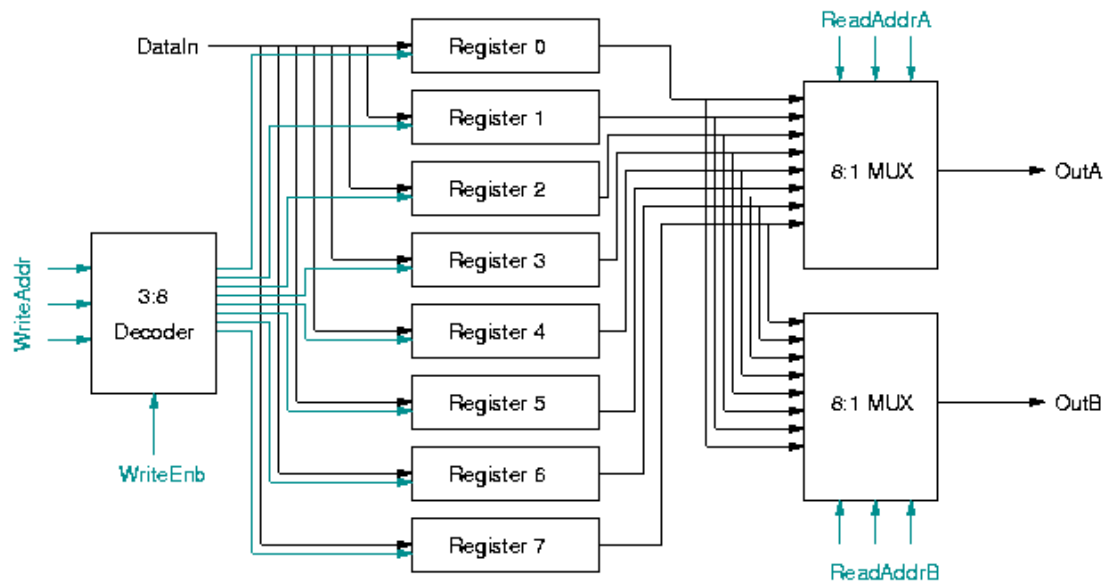 ReadAddrA
DataIn
Register 0
Register 1
Register 2
Register 3
Register 4
Register 5
Register 6
Register 7
WriteAddr
3:8
Decoder
WriteEnb
8:1 MUX
OutA
8:1 MUX
OutB
ReadAddrB